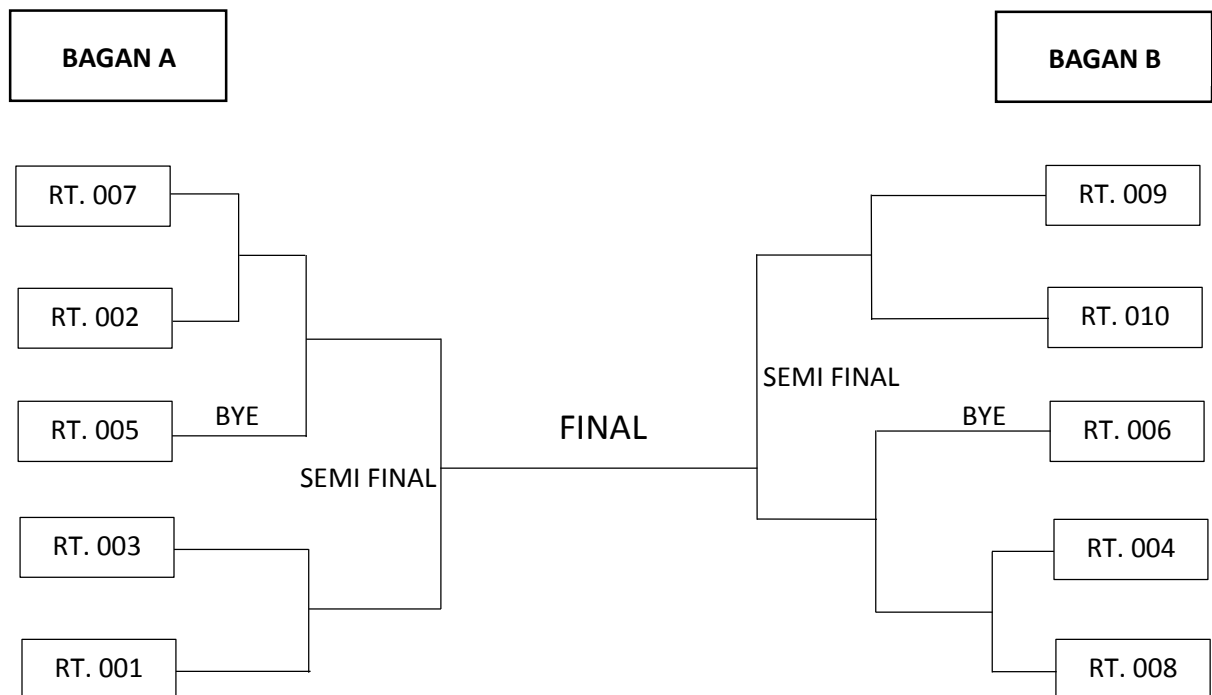 BAGAN A
BAGAN B
RT. 007
RT. 009
RT. 002
RT. 010
SEMI FINAL
RT. 005
BYE
FINAL
BYE
RT. 006
SEMI FINAL
RT. 003
RT. 004
RT. 001
RT. 008